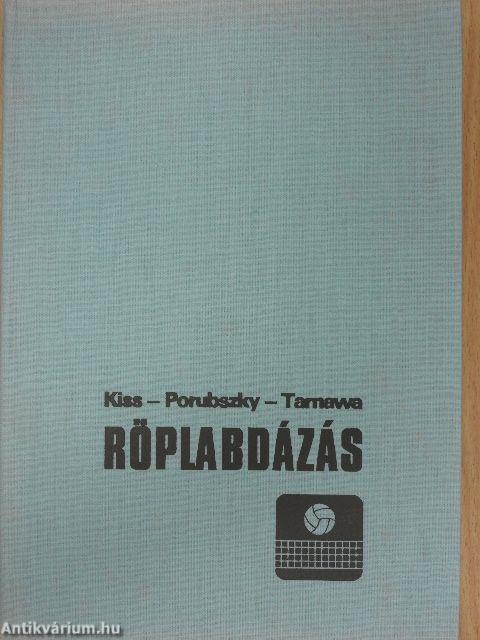 Kiss – Porubszky – Tarnawa
RÖPLABDÁZÁS
Antikvárium.hu